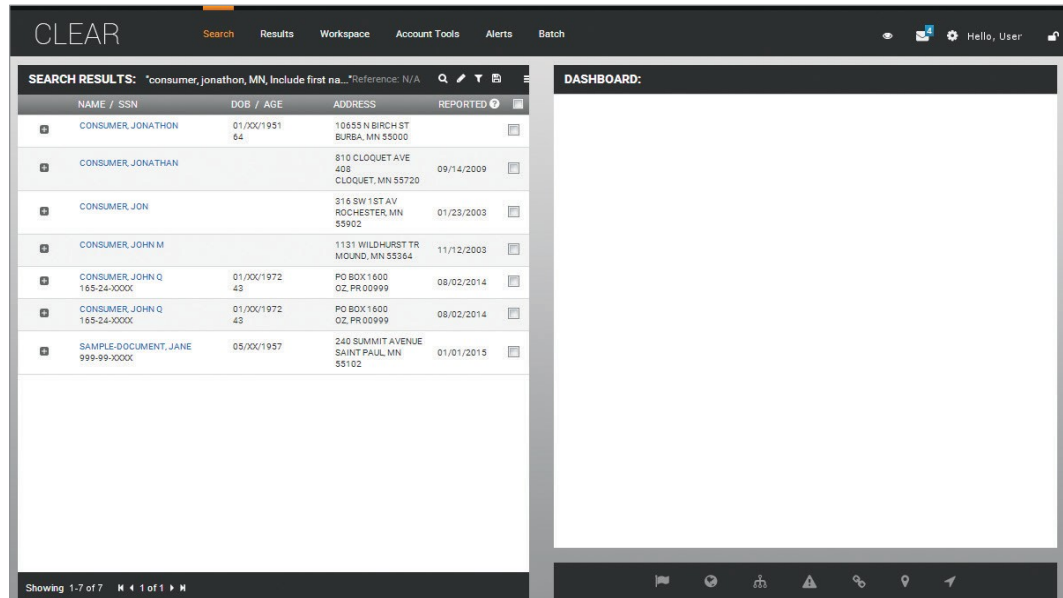 CLEAR
Search Results Workspace Account Tools Alerts Batch
4
Hello, User
SEARCH RESULTS: "consumer, jonathon, MN, Include first na..."Reference: N/A
NAME / SSN DOB / AGE ADDRESS REPORTED ?
CONSUMER, JONATHON 01/XX/1951 10655 N BIRCH ST
64 BURBA, MN 55000
CONSUMER, JONATHAN 810 CLOQUET AVE
408 09/14/2009
CLOQUET, MN 55720
CONSUMER, JON 316 SW 1ST AV
ROCHESTER, MN 01/23/2003
55902
CONSUMER, JOHN M 1131 WILDHURST TR
MOUND, MN 55364 11/12/2003
CONSUMER, JOHN Q 01/XX/1972 PO BOX 1600
165-24-XXXX 43 OZ, PR 00999 08/02/2014
CONSUMER, JOHN Q 01/XX/1972 PO BOX 1600
165-24-XXXX 43 OZ, PR 00999 08/02/2014
SAMPLE-DOCUMENT, JANE 05/XX/1957 240 SUMMIT AVENUE
999-99-XXXX SAINT PAUL, MN 01/01/2015
55102
Showing 1-7 of 7 1 of 1
DASHBOARD: